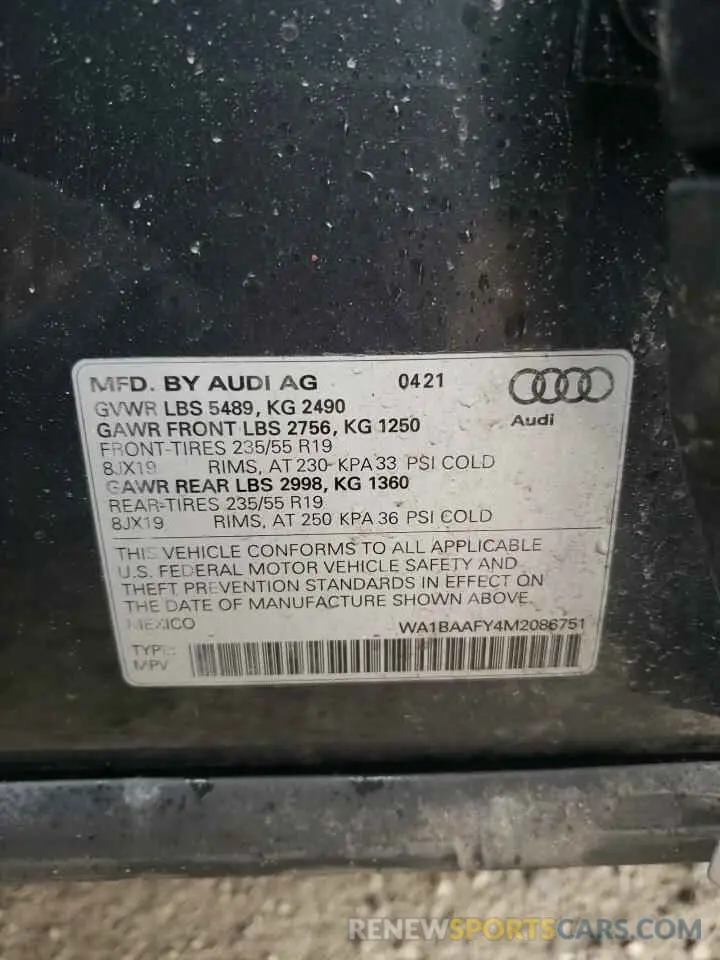 MFD. BY AUDI AG 0421
GVWR LBS 5489, KG 2490
GAWR FRONT LBS 2756, KG 1250
Audi
FRONT-TIRES 235/55 R19
8JX19 RIMS, AT 230 KPA 33 PSI COLD
GAWR REAR LBS 2998, KG 1360
REAR-TIRES 235/55 R19
8JX19 RIMS, AT 250 KPA 36 PSI COLD
THIS VEHICLE CONFORMS TO ALL APPLICABLE
U.S. FEDERAL MOTOR VEHICLE SAFETY AND
THEFT PREVENTION STANDARDS IN EFFECT ON
THE DATE OF MANUFACTURE SHOWN ABOVE.
MEXICO WA1BAAFY4M2086751
TYPE:
MPV
RENEWSPORTSCARS.COM